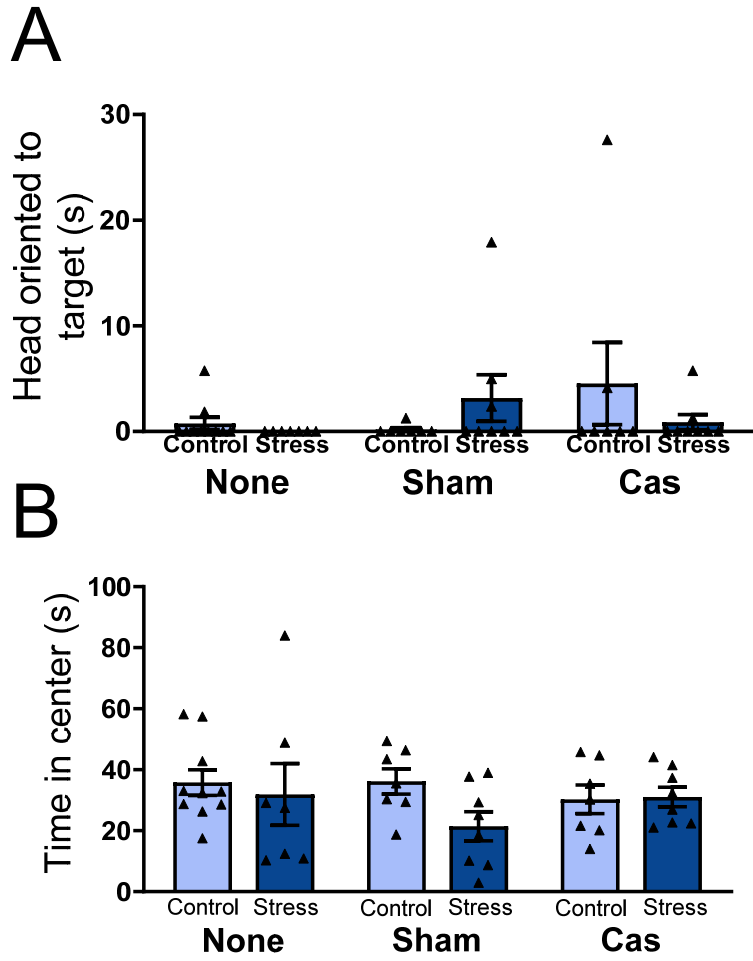 A
Head oriented to
target (s)
30
20
10
0
Control Stress Control Stress Control Stress
None Sham Cas
B
Time in center (s)
100
80
60
40
20
0
Control Stress Control Stress Control Stress
None Sham Cas